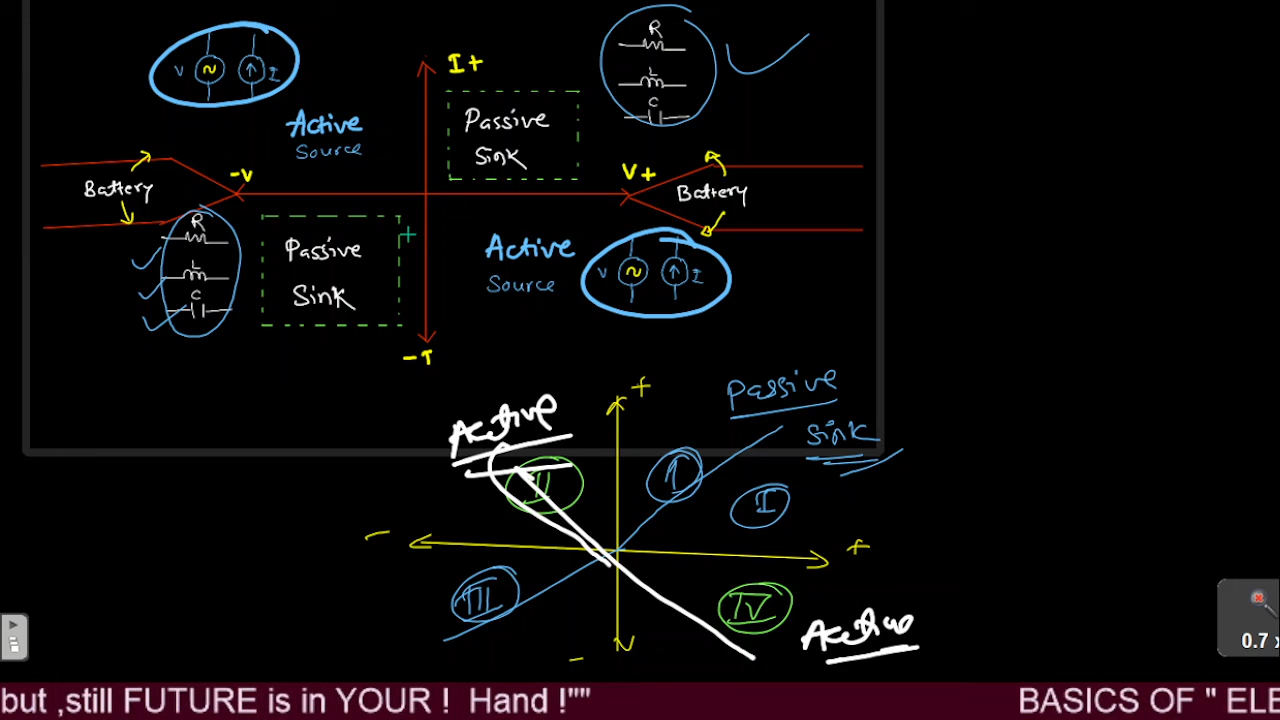 R
I+
V ~ ↑ I
L
C
Active
Source
Passive
Sink
-V
V+
Battery
Battery
R
L
C
Passive
Sink
Active
Source
V ~ ↑ I
-I
+
Passive
Sink
Active
II
I
I
-
+
III
IV
Active
-
but ,still FUTURE is in YOUR ! Hand !""
BASICS OF " ELE
0.7 x